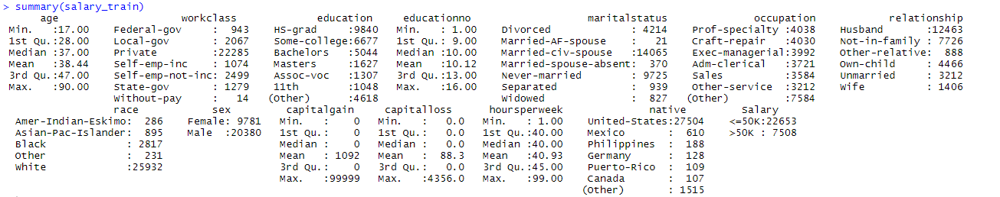 > summary(salary_train)
      age                   workclass              education     educationno                  maritalstatus             occupation              relationship
 Min.   :17.00   Federal-gov     :  943   HS-grad     :9840   Min.   : 1.00   Divorced             : 4214   Prof-specialty :4038   Husband       :12463
 1st Qu.:28.00   Local-gov       : 2067   Some-college:6677   1st Qu.: 9.00   Married-AF-spouse    :   21   Craft-repair   :4030   Not-in-family : 7726
 Median :37.00   Private         :22285   Bachelors   :5044   Median :10.00   Married-civ-spouse   :14065   Exec-managerial:3992   Other-relative:  888
 Mean   :38.44   Self-emp-inc    : 1074   Masters     :1627   Mean   :10.12   Married-spouse-absent:  370   Adm-clerical   :3721   Own-child     : 4466
 3rd Qu.:47.00   Self-emp-not-inc: 2499   Assoc-voc   :1307   3rd Qu.:13.00   Never-married        : 9725   Sales          :3584   Unmarried     : 3212
 Max.   :90.00   State-gov       : 1279   11th        :1048   Max.   :16.00   Separated            :  939   Other-service  :3212   Wife          : 1406
                 Without-pay     :   14   (Other)     :4618                   Widowed              :  827   (Other)        :7584
                 race           sex         capitalgain      capitalloss      hoursperweek              native         Salary
 Amer-Indian-Eskimo:  286   Female: 9781   Min.   :    0   Min.   :   0.0   Min.   : 1.00   United-States:27504   <=50K:22653
 Asian-Pac-Islander:  895   Male  :20380   1st Qu.:    0   1st Qu.:   0.0   1st Qu.:40.00   Mexico       :  610   >50K : 7508
 Black             : 2817                  Median :    0   Median :   0.0   Median :40.00   Philippines  :  188
 Other             :  231                  Mean   : 1092   Mean   :  88.3   Mean   :40.93   Germany      :  128
 White             :25932                  3rd Qu.:    0   3rd Qu.:   0.0   3rd Qu.:45.00   Puerto-Rico  :  109
                                           Max.   :99999   Max.   :4356.0   Max.   :99.00   Canada       :  107
                                                                                            (Other)      : 1515